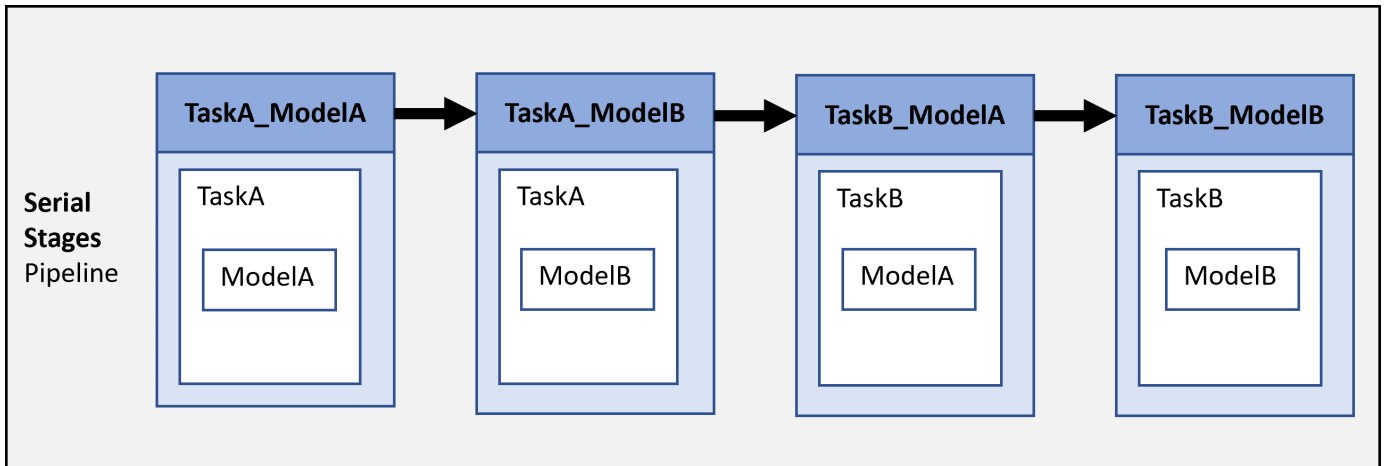 TaskA_ModelA
TaskA_ModelB
TaskB_ModelA
TaskB_ModelB
Serial
Stages
Pipeline
TaskA
ModelA
TaskA
ModelB
TaskB
ModelA
TaskB
ModelB